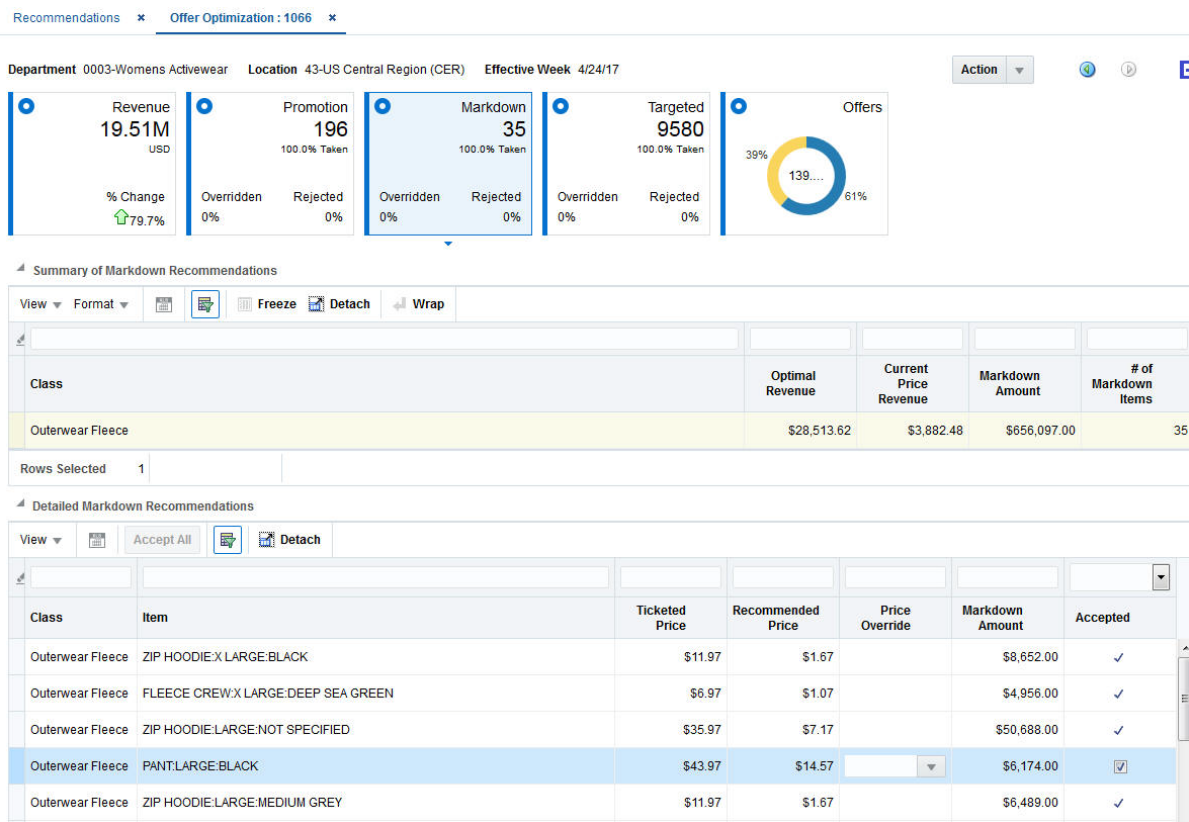 Recommendations × Offer Optimization : 1066 ×
Department 0003-Womens Activewear Location 43-US Central Region (CER) Effective Week 4/24/17 Action
Revenue
19.51M
USD
% Change
79.7%
Promotion
196
100.0% Taken
Overridden Rejected
0% 0%
Markdown
35
100.0% Taken
Overridden Rejected
0% 0%
Targeted
9580
100.0% Taken
Overridden Rejected
0% 0%
Offers
39%
139....
61%
Summary of Markdown Recommendations
View Format Freeze Detach Wrap
Class Optimal Revenue Current Price Revenue Markdown Amount # of Markdown Items
Outerwear Fleece $28,513.62 $3,882.48 $656,097.00 35
Rows Selected 1
Detailed Markdown Recommendations
View Accept All Detach
Class Item Ticketed Price Recommended Price Price Override Markdown Amount Accepted
Outerwear Fleece ZIP HOODIE:X LARGE:BLACK $11.97 $1.67 $8,652.00 ✓
Outerwear Fleece FLEECE CREW:X LARGE:DEEP SEA GREEN $6.97 $1.07 $4,956.00 ✓
Outerwear Fleece ZIP HOODIE:LARGE:NOT SPECIFIED $35.97 $7.17 $50,688.00 ✓
Outerwear Fleece PANT:LARGE:BLACK $43.97 $14.57 $6,174.00 ✓
Outerwear Fleece ZIP HOODIE:LARGE:MEDIUM GREY $11.97 $1.67 $6,489.00 ✓